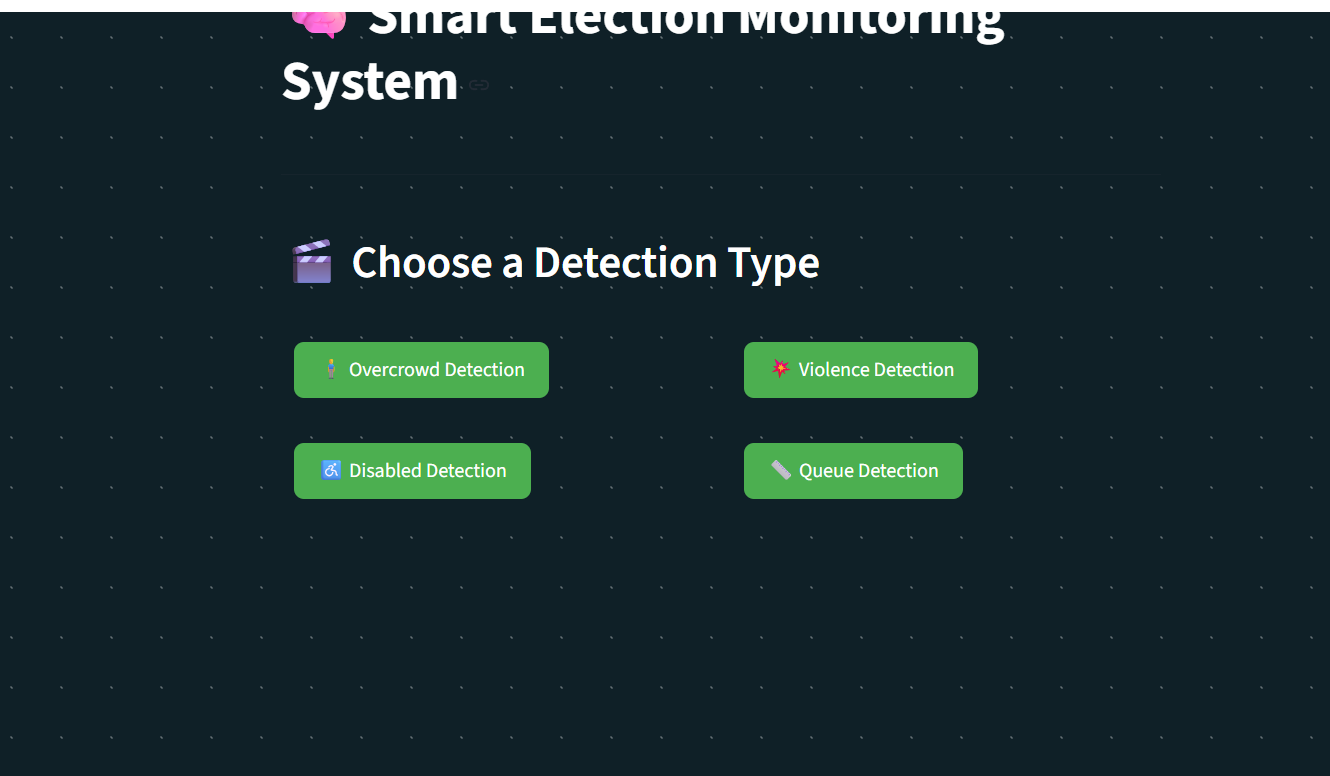 🧠 Smart Election Monitoring
System
🎬 Choose a Detection Type
🧍 Overcrowd Detection
💥 Violence Detection
♿ Disabled Detection
📏 Queue Detection